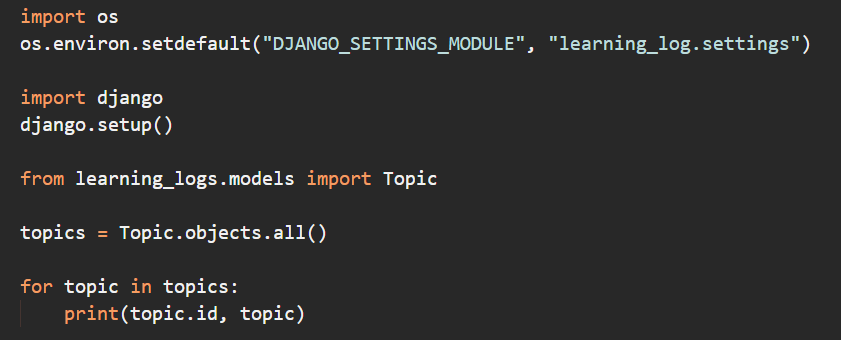 import os
os.environ.setdefault("DJANGO_SETTINGS_MODULE", "learning_log.settings")

import django
django.setup()

from learning_logs.models import Topic

topics = Topic.objects.all()

for topic in topics:
    print(topic.id, topic)